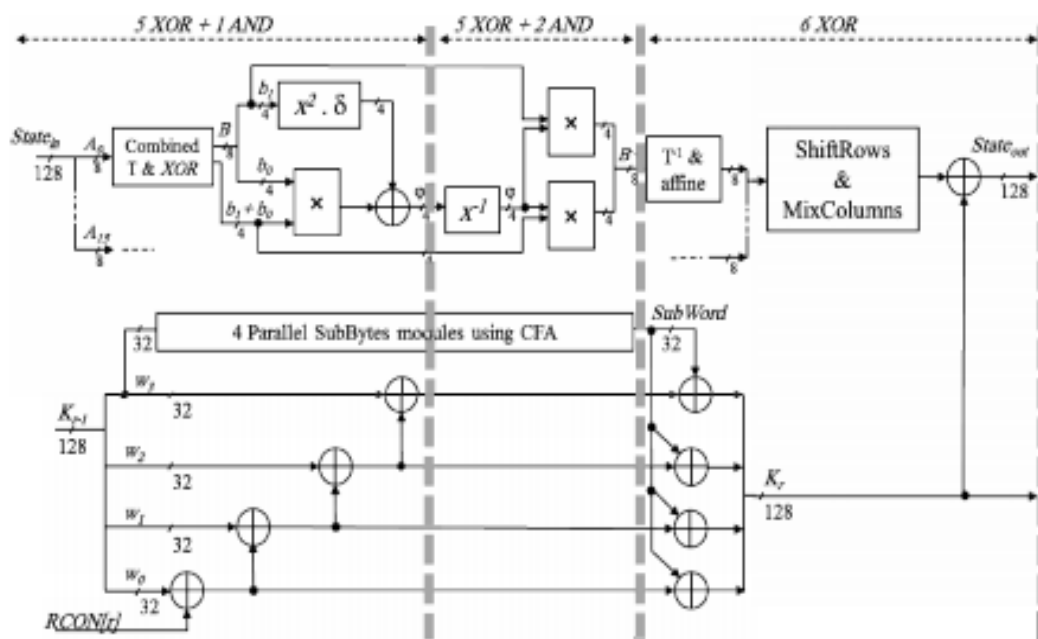 5 XOR + 1 AND
5 XOR + 2 AND
6 XOR
State_in
128
A_0
8
Combined
T & XOR
B
8
b_1
4
x² . δ
4
b_0
4
b_1 + b_0
4
×
φ
4
x⁻¹
φ
4
×
4
×
4
B
8
T⁻¹ &
affine
8
8
ShiftRows
&
MixColumns
State_out
128
A_15
8
4 Parallel SubBytes modules using CFA
32
SubWord
32
K_r-1
128
w_3
32
w_2
32
w_1
32
w_0
32
RCON[r]
K_r
128